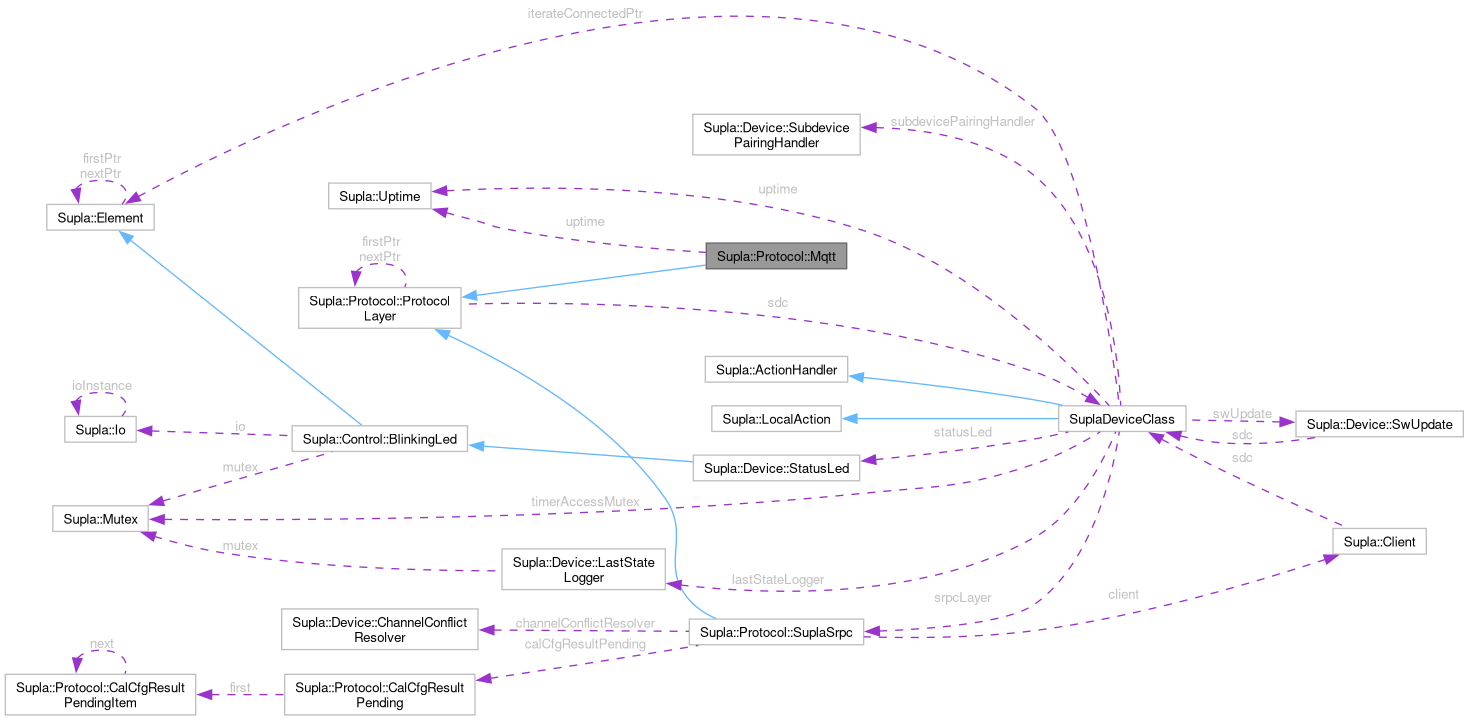 iterateConnectedPtr
Supla::Device::Subdevice
PairingHandler
subdevicePairingHandler
firstPtr
nextPtr
Supla::Element
Supla::Uptime
uptime
uptime
Supla::Protocol::Mqtt
firstPtr
nextPtr
Supla::Protocol::Protocol
Layer
sdc
Supla::ActionHandler
ioInstance
Supla::Io
io
Supla::Control::BlinkingLed
Supla::LocalAction
SuplaDeviceClass
swUpdate
sdc
Supla::Device::SwUpdate
statusLed
Supla::Device::StatusLed
sdc
mutex
timerAccessMutex
Supla::Mutex
mutex
Supla::Client
Supla::Device::LastState
Logger
lastStateLogger
srpcLayer
client
Supla::Device::ChannelConflict
Resolver
channelConflictResolver
Supla::Protocol::SuplaSrpc
calCfgResultPending
next
Supla::Protocol::CalCfgResult
PendingItem
first
Supla::Protocol::CalCfgResult
Pending